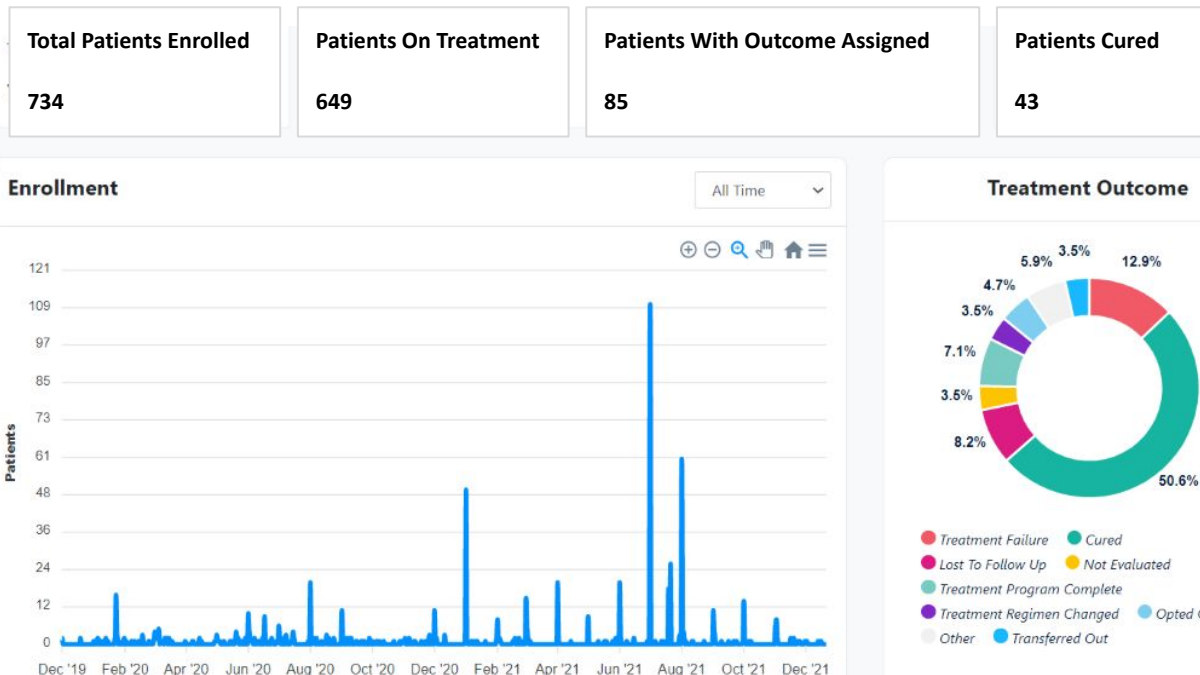 Total Patients Enrolled
734
Patients On Treatment
649
Patients With Outcome Assigned
85
Patients Cured
43
Enrollment
All Time
121
109
97
85
73
61
48
36
24
12
0
Patients
Dec '19 Feb '20 Apr '20 Jun '20 Aug '20 Oct '20 Dec '20 Feb '21 Apr '21 Jun '21 Aug '21 Oct '21 Dec '21
Treatment Outcome
3.5%
5.9%
12.9%
4.7%
3.5%
7.1%
3.5%
8.2%
50.6%
Treatment Failure Cured
Lost To Follow Up Not Evaluated
Treatment Program Complete
Treatment Regimen Changed Opted
Other Transferred Out